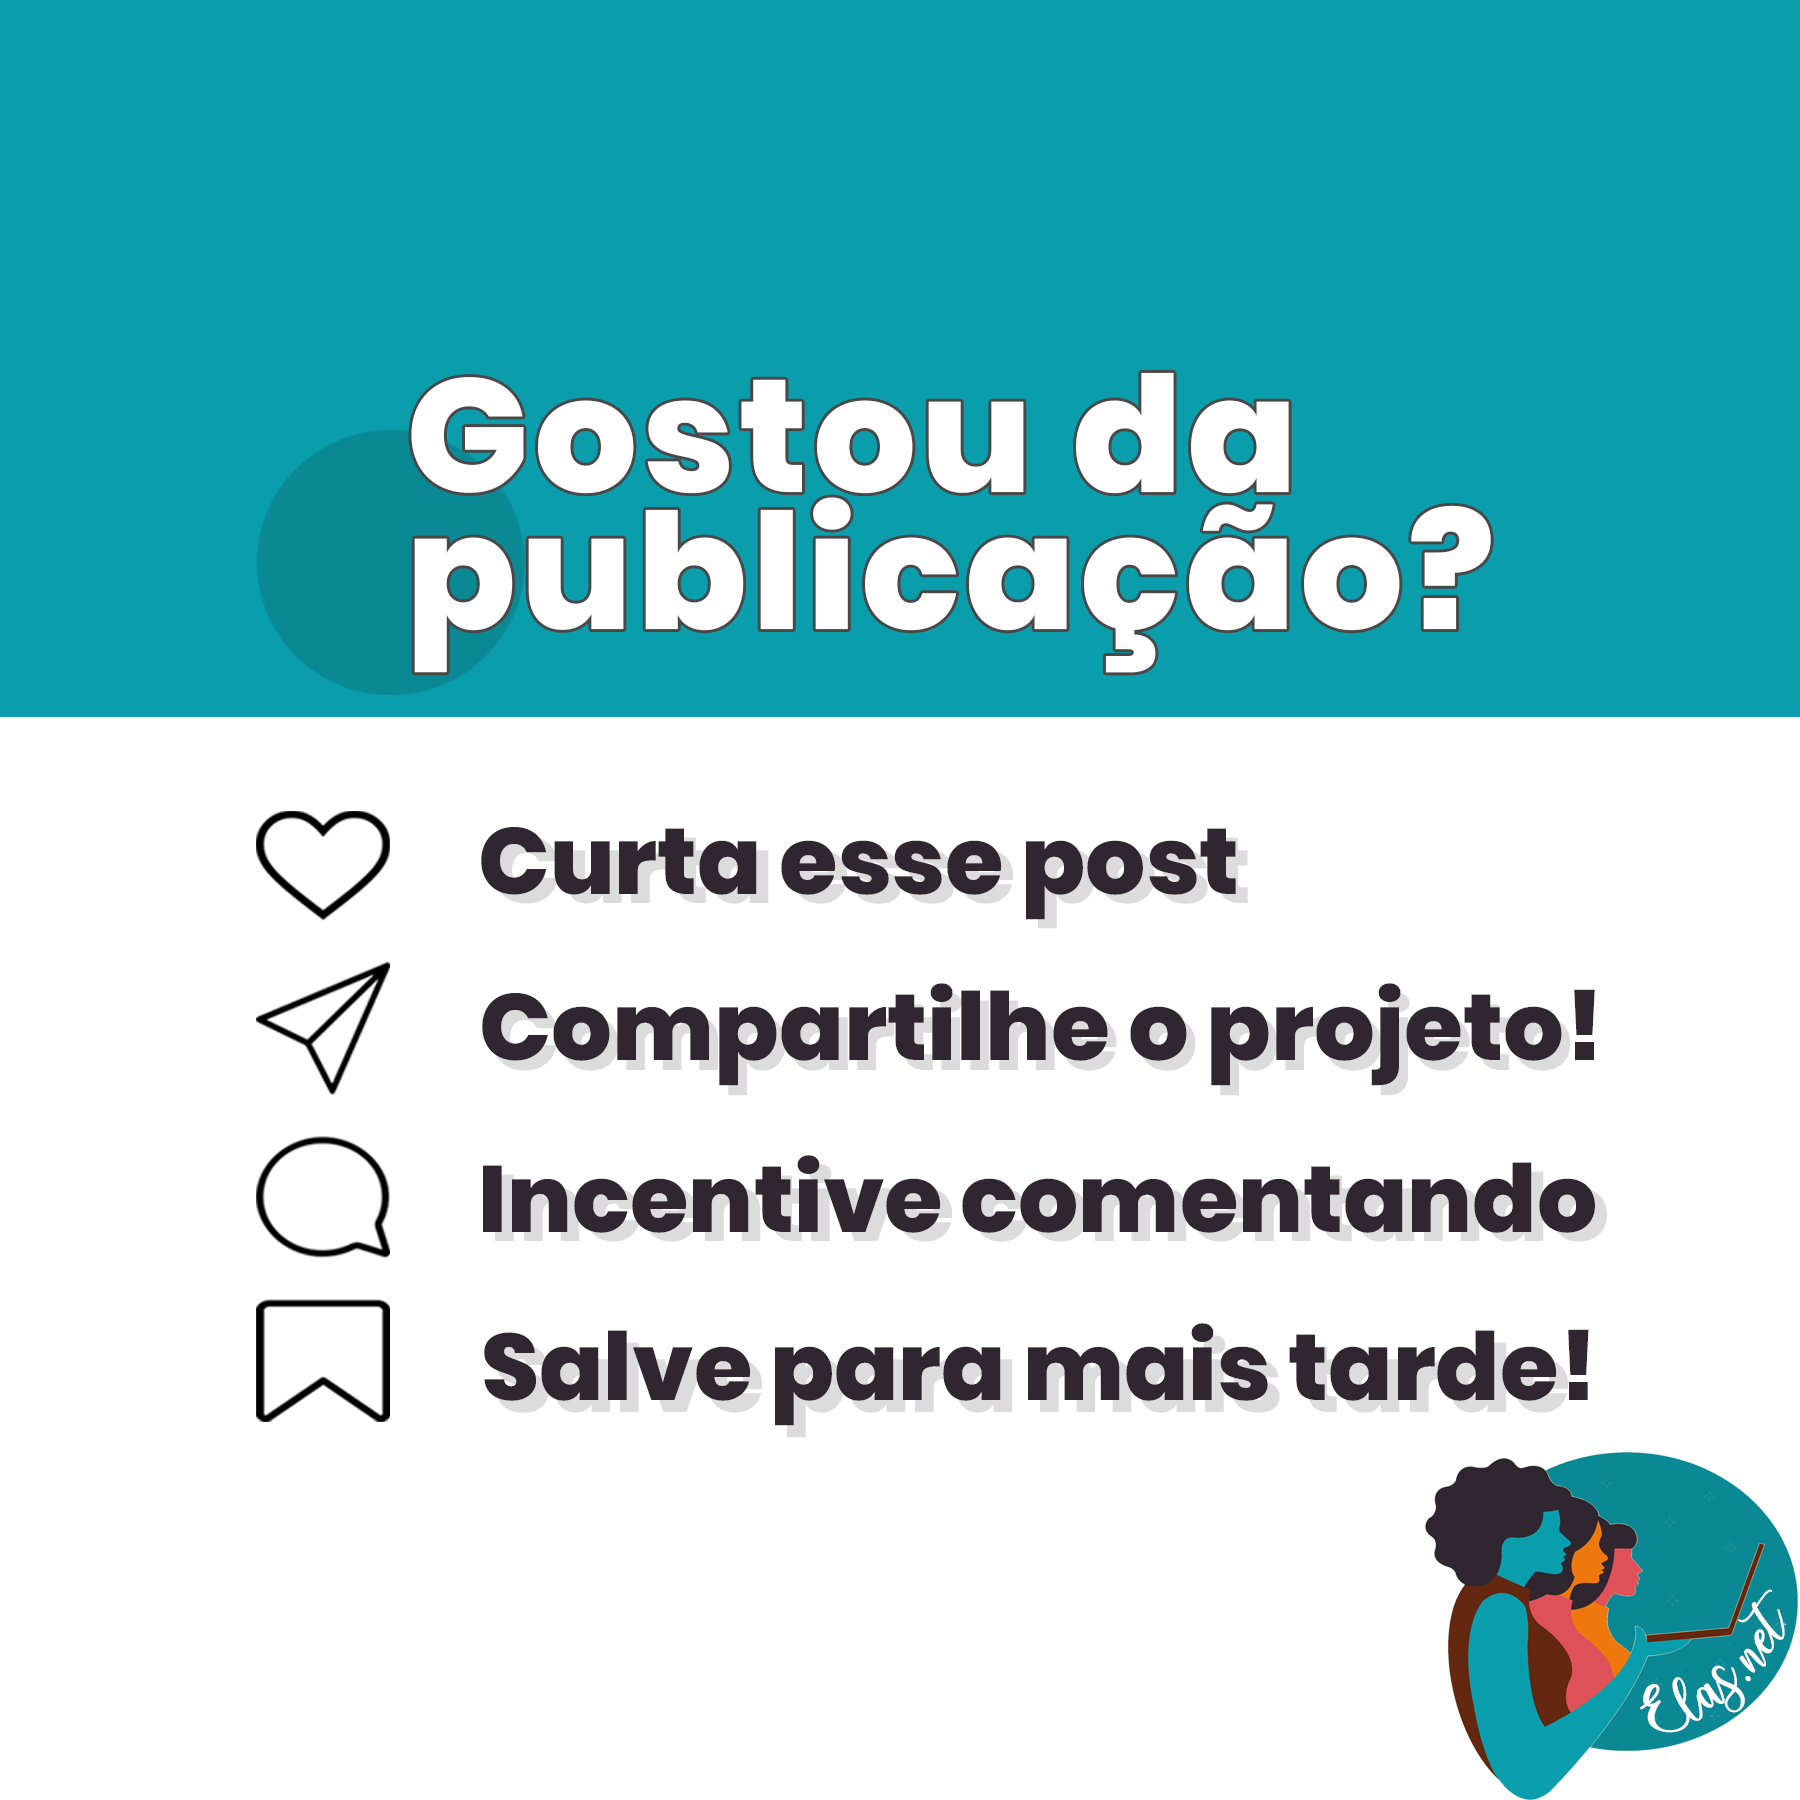 Gostou da
publicação?
Curta esse post
Compartilhe o projeto!
Incentive comentando
Salve para mais tarde!
Elas.net